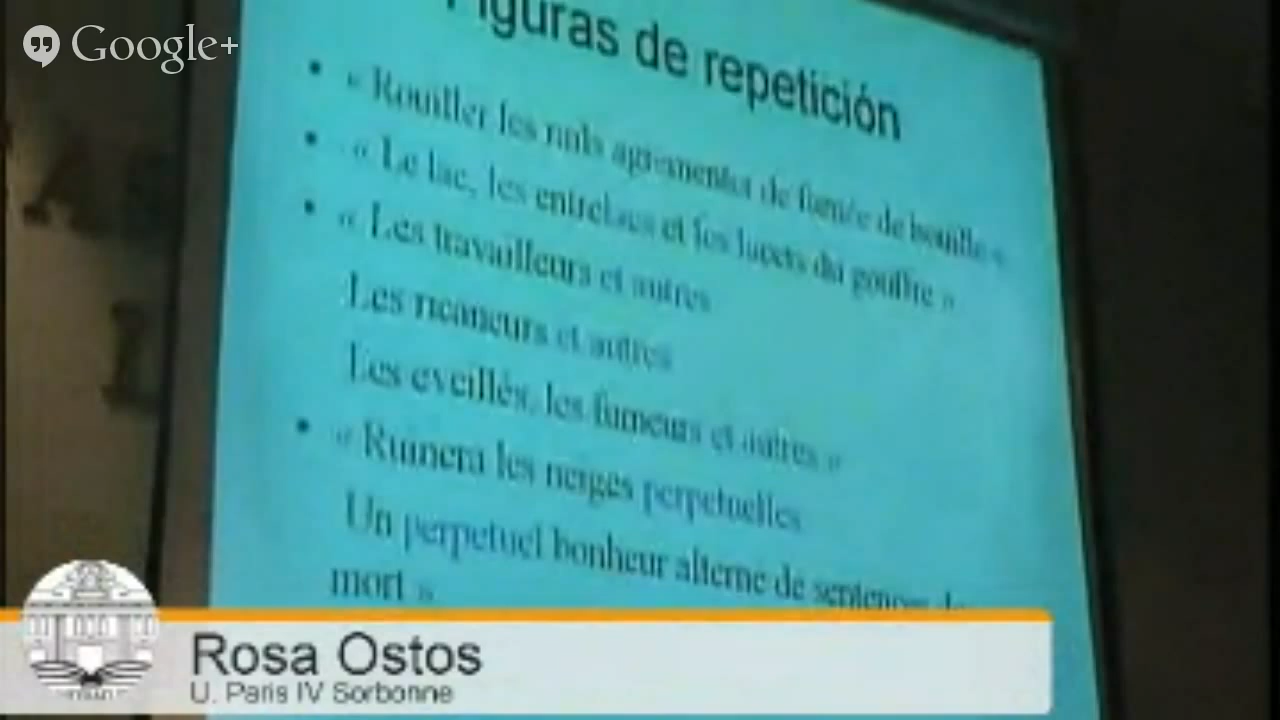 Google+
Figuras de repetición
• « Rouiller les nuls de fumée de houille »
• « Le lac, les entrelacs et les lacets du gouffre »
• « Les travailleurs et autres
Les ricaneurs et autres
Les eveillés, les fumeurs et autres »
• « Ruinera les neiges perpetuelles
Un perpetuel bonheur alterne de sentences
mort »
Rosa Ostos
U. Paris IV Sorbonne